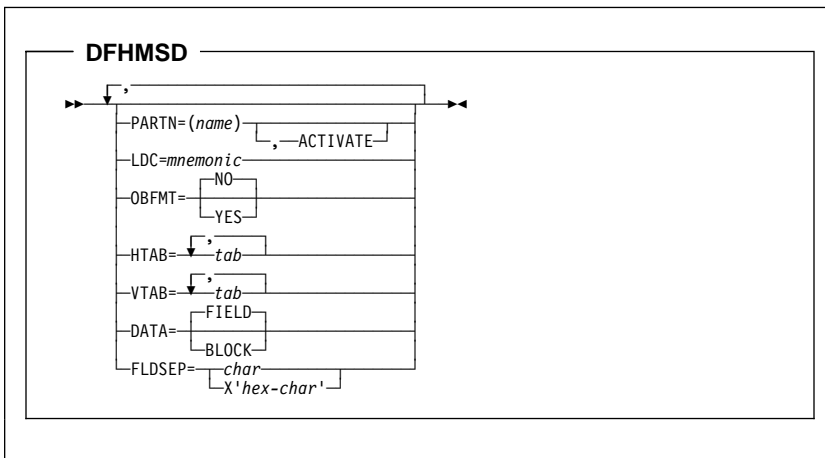 DFHMSD
,
PARTN=(name)
,—ACTIVATE
LDC=mnemonic
NO
OBFMT=
YES
,
HTAB= tab
,
VTAB= tab
FIELD
DATA=
BLOCK
FLDSEP= char
X'hex-char'